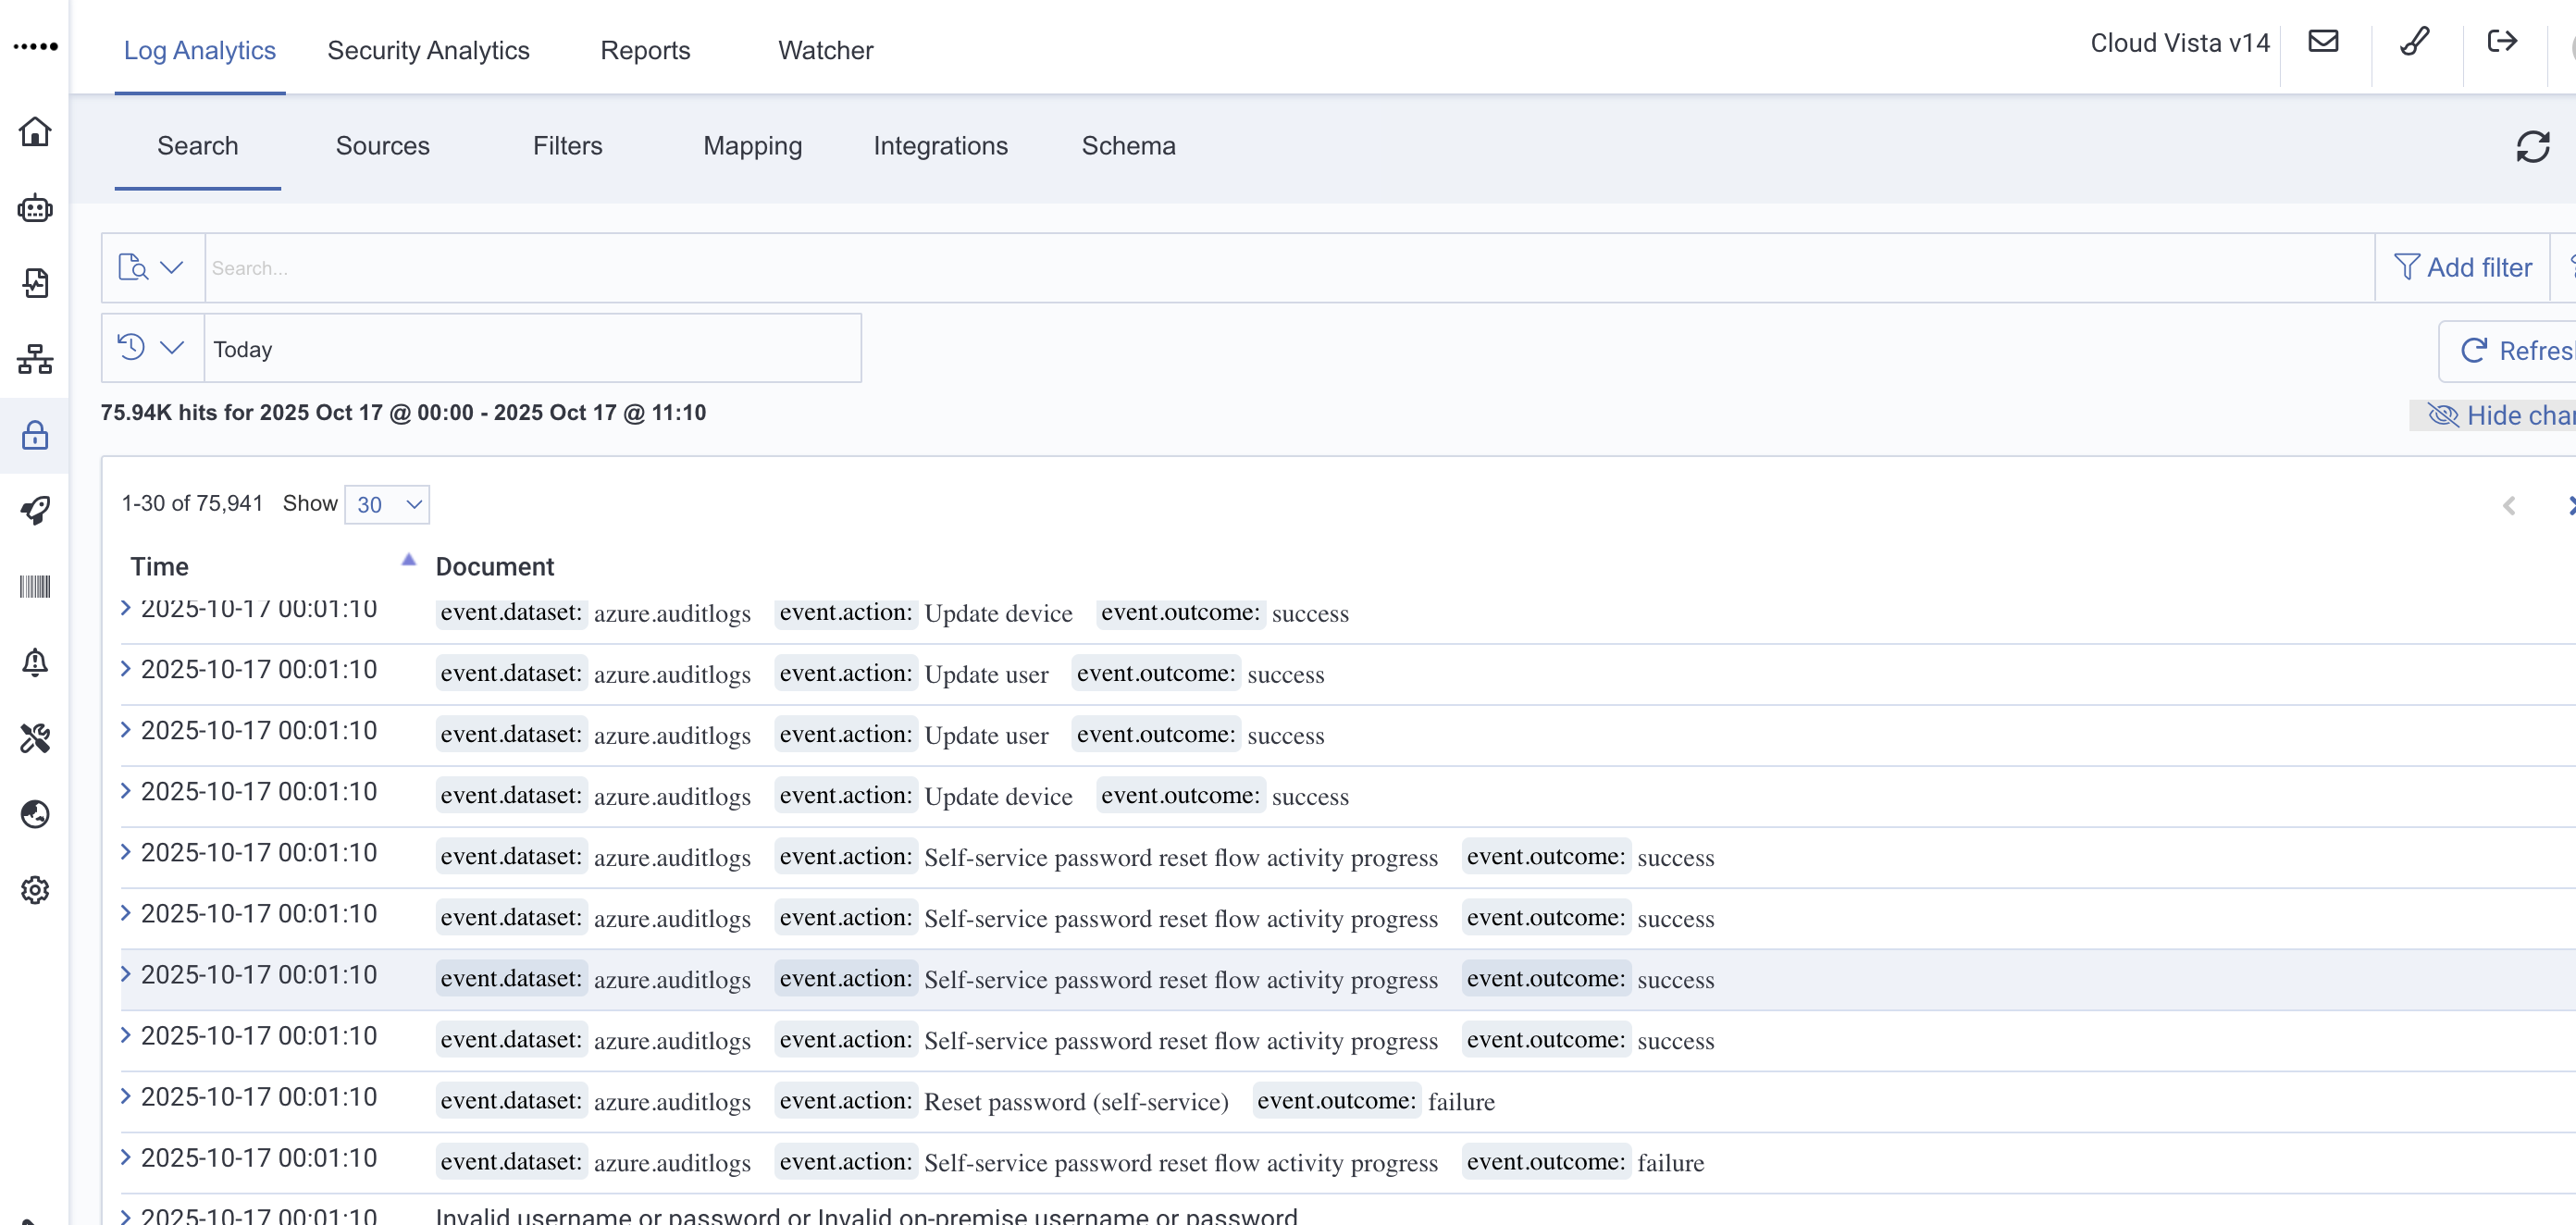 Log Analytics Security Analytics Reports Watcher Cloud Vista v14
Search Sources Filters Mapping Integrations Schema
Search... Add filter
Today
75.94K hits for 2025 Oct 17 @ 00:00 - 2025 Oct 17 @ 11:10 Hide
1-30 of 75,941 Show 30
Time Document
2025-10-17 00:01:10 event.dataset: azure.auditlogs event.action: Update device event.outcome: success
2025-10-17 00:01:10 event.dataset: azure.auditlogs event.action: Update user event.outcome: success
2025-10-17 00:01:10 event.dataset: azure.auditlogs event.action: Update user event.outcome: success
2025-10-17 00:01:10 event.dataset: azure.auditlogs event.action: Update device event.outcome: success
2025-10-17 00:01:10 event.dataset: azure.auditlogs event.action: Self-service password reset flow activity progress event.outcome: success
2025-10-17 00:01:10 event.dataset: azure.auditlogs event.action: Self-service password reset flow activity progress event.outcome: success
2025-10-17 00:01:10 event.dataset: azure.auditlogs event.action: Self-service password reset flow activity progress event.outcome: success
2025-10-17 00:01:10 event.dataset: azure.auditlogs event.action: Self-service password reset flow activity progress event.outcome: success
2025-10-17 00:01:10 event.dataset: azure.auditlogs event.action: Reset password (self-service) event.outcome: failure
2025-10-17 00:01:10 event.dataset: azure.auditlogs event.action: Self-service password reset flow activity progress event.outcome: failure
2025-10-17 00:01:10 Invalid username or password or Invalid on-premise username or password